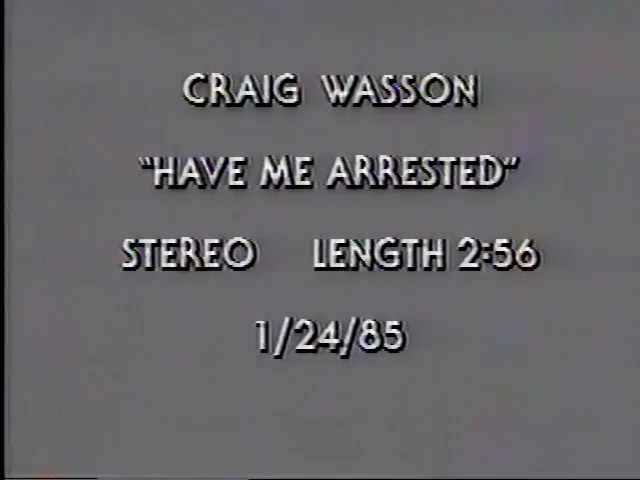 CRAIG WASSON
"HAVE ME ARRESTED"
STEREO LENGTH 2:56
1/24/85